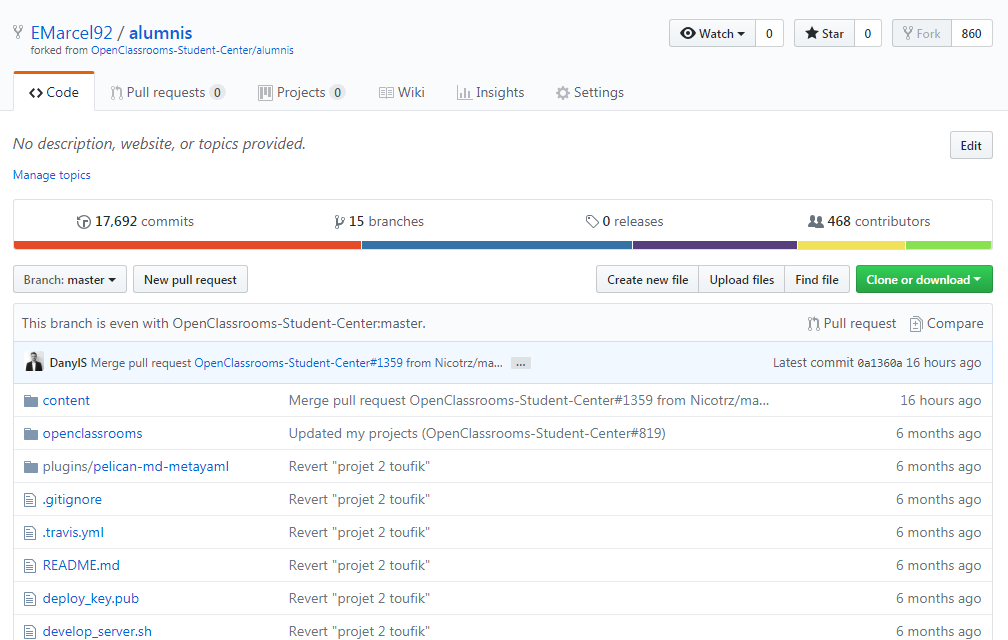 EMarcel92 / alumnis
Watch 0 Star 0 Fork 860
forked from OpenClassrooms-Student-Center/alumnis
Code Pull requests 0 Projects 0 Wiki Insights Settings
No description, website, or topics provided.
Edit
Manage topics
17,692 commits 15 branches 0 releases 468 contributors
Branch: master New pull request Create new file Upload files Find file Clone or download
This branch is even with OpenClassrooms-Student-Center:master. Pull request Compare
DanylS Merge pull request OpenClassrooms-Student-Center#1359 from Nicotrz/ma... ... Latest commit 0a1360a 16 hours ago
content Merge pull request OpenClassrooms-Student-Center#1359 from Nicotrz/ma... 16 hours ago
openclassrooms Updated my projects (OpenClassrooms-Student-Center#819) 6 months ago
plugins/pelican-md-metayaml Revert "projet 2 toufik" 6 months ago
.gitignore Revert "projet 2 toufik" 6 months ago
.travis.yml Revert "projet 2 toufik" 6 months ago
README.md Revert "projet 2 toufik" 6 months ago
deploy_key.pub Revert "projet 2 toufik" 6 months ago
develop_server.sh Revert "projet 2 toufik" 6 months ago